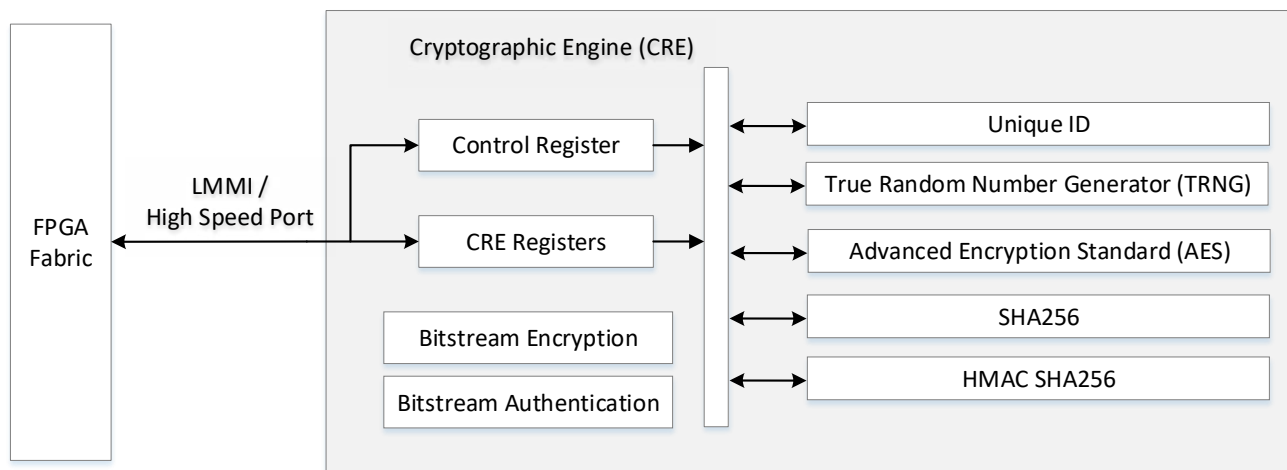 Cryptographic Engine (CRE)
FPGA
Fabric
LMMI /
High Speed Port
Control Register
CRE Registers
Bitstream Encryption
Bitstream Authentication
Unique ID
True Random Number Generator (TRNG)
Advanced Encryption Standard (AES)
SHA256
HMAC SHA256